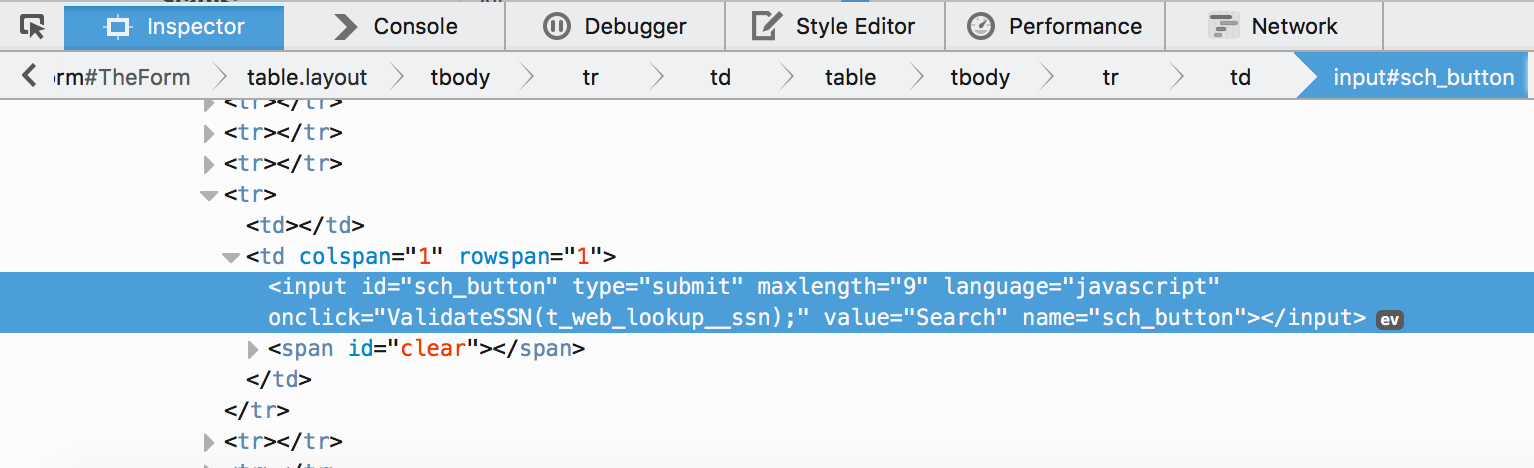 Inspector Console Debugger Style Editor Performance Network
rm#TheForm table.layout tbody tr td table tbody tr td input#sch_button
<tr></tr>
<tr></tr>
<tr></tr>
<tr>
<td></td>
<td colspan="1" rowspan="1">
<input id="sch_button" type="submit" maxlength="9" language="javascript"
onclick="ValidateSSN(t_web_lookup__ssn);" value="Search" name="sch_button"></input> ev
<span id="clear"></span>
</td>
</tr>
<tr></tr>